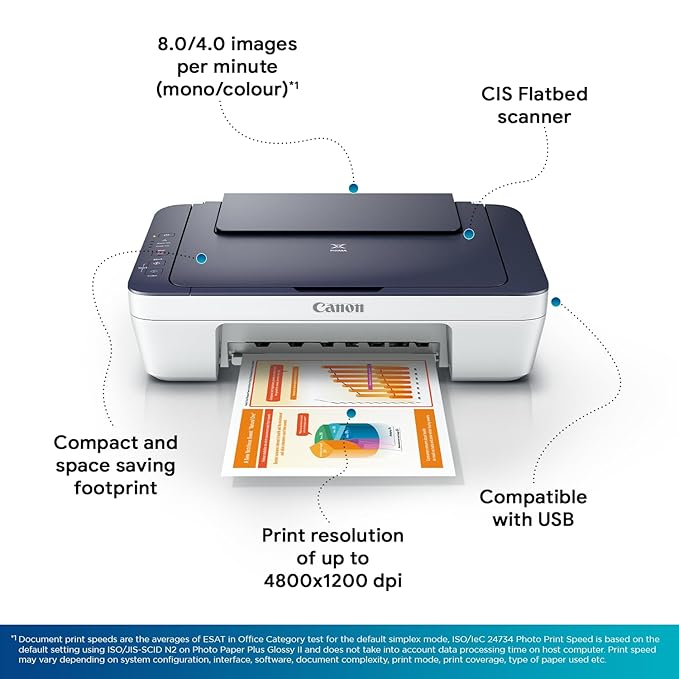 8.0/4.0 images
per minute
(mono/colour)*1
CIS Flatbed
scanner
PIXMA
Canon
Compact and
space saving
footprint
Print resolution
of up to
4800x1200 dpi
Compatible
with USB
*1 Document print speeds are the averages of ESAT in Office Category test for the default simplex mode, ISO/IeC 24734 Photo Print Speed is based on the
default setting using ISO/JIS-SCID N2 on Photo Paper Plus Glossy II and does not take into account data processing time on host computer. Print speed
may vary depending on system configuration, interface, software, document complexity, print mode, print coverage, type of paper used etc.